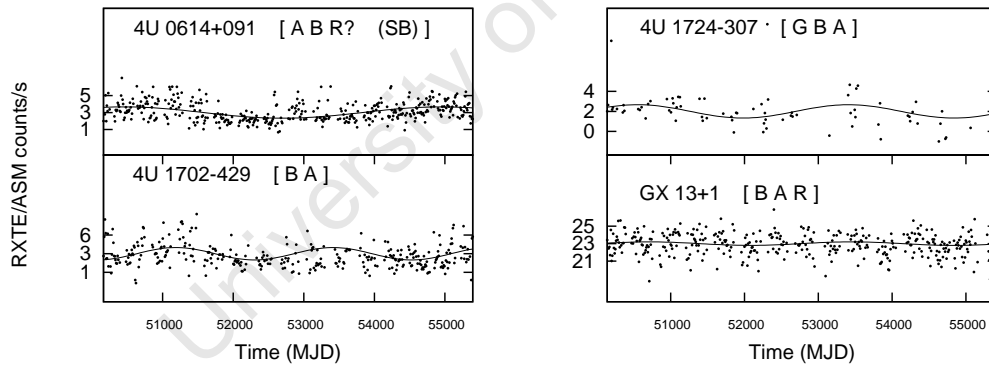 4U 0614+091 [ A B R? (SB) ]
5
3
1
4U 1702-429 [ B A ]
6
3
1
RXTE/ASM counts/s
51000 52000 53000 54000 55000
Time (MJD)
4U 1724-307 [ G B A ]
4
2
0
GX 13+1 [ B A R ]
25
23
21
51000 52000 53000 54000 55000
Time (MJD)
University o